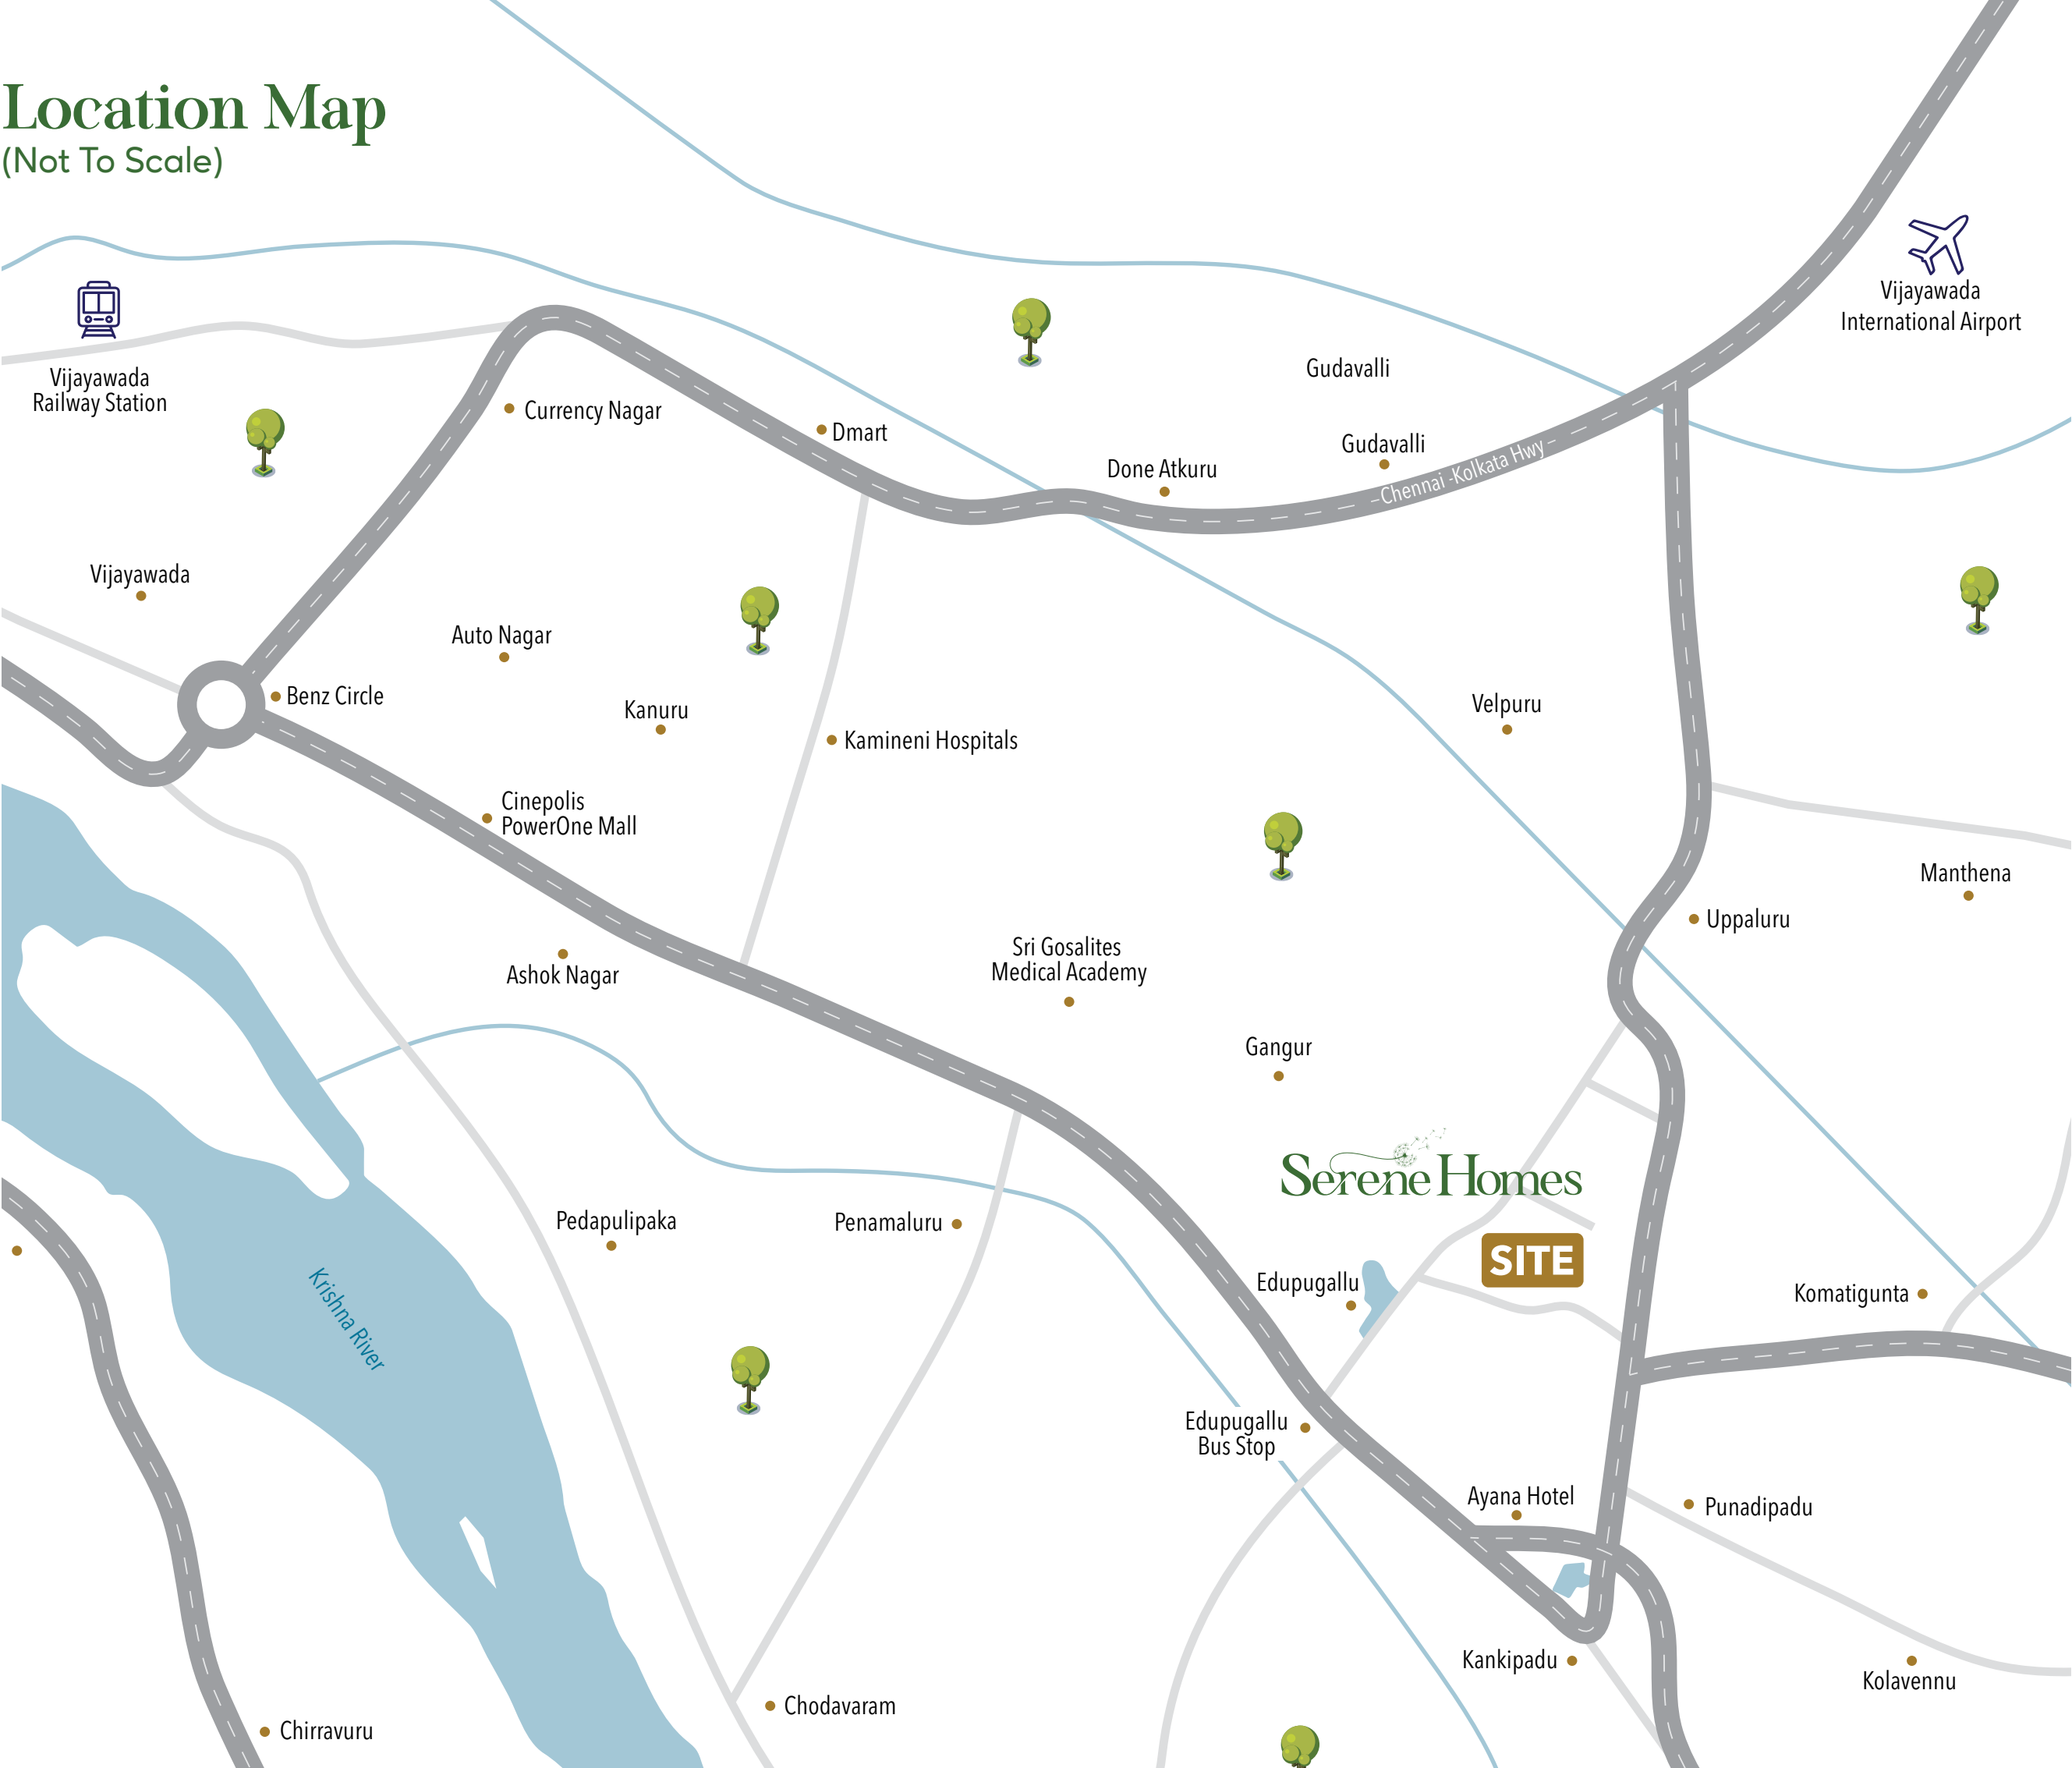 Location Map
(Not To Scale)
Vijayawada
International Airport
Vijayawada
Railway Station
Gudavalli
Currency Nagar
Dmart
Gudavalli
Done Atkuru
Chennai -Kolkata Hwy
Vijayawada
Auto Nagar
Benz Circle
Kanuru
Velpuru
Kamineni Hospitals
Cinepolis
PowerOne Mall
Manthena
Uppaluru
Ashok Nagar
Sri Gosalites
Medical Academy
Gangur
Serene Homes
SITE
Pedapulipaka
Penamaluru
Krishna River
Edupugallu
Komatigunta
Edupugallu
Bus Stop
Ayana Hotel
Punadipadu
Kankipadu
Kolavennu
Chodavaram
Chirravuru